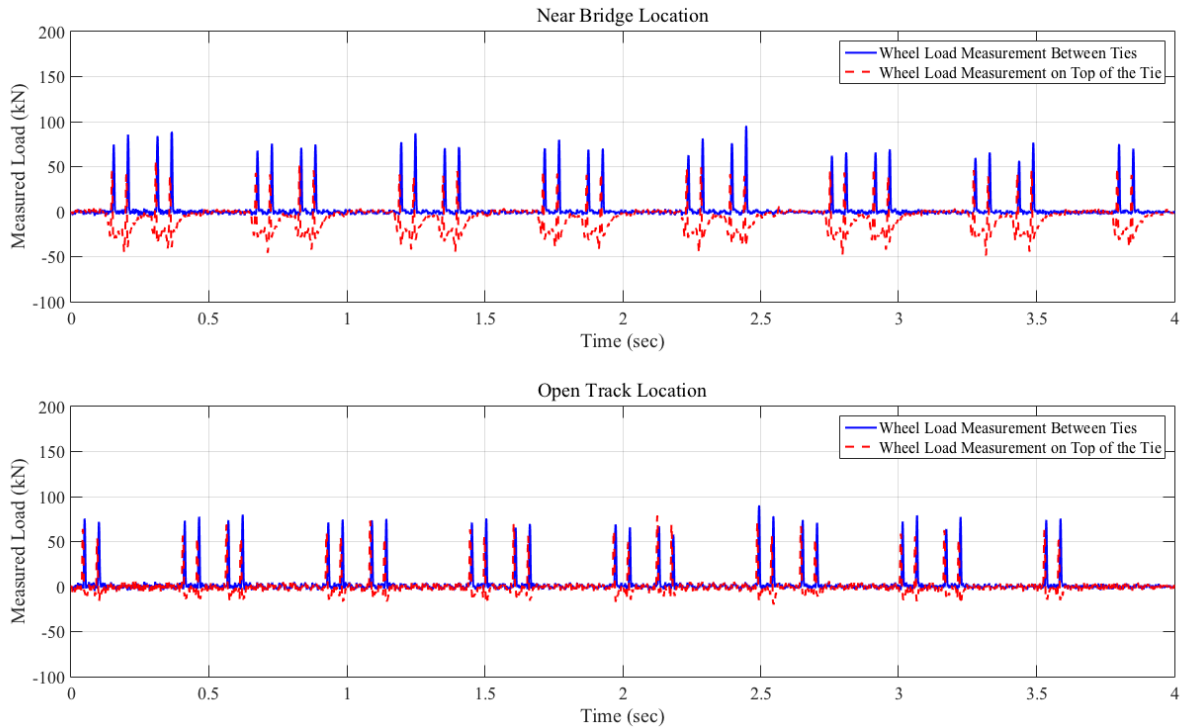 Near Bridge Location
200
150
100
50
0
-50
-100
Measured Load (kN)
Wheel Load Measurement Between Ties
Wheel Load Measurement on Top of the Tie
0 0.5 1 1.5 2 2.5 3 3.5 4
Time (sec)
Open Track Location
200
150
100
50
0
-50
-100
Measured Load (kN)
Wheel Load Measurement Between Ties
Wheel Load Measurement on Top of the Tie
0 0.5 1 1.5 2 2.5 3 3.5 4
Time (sec)